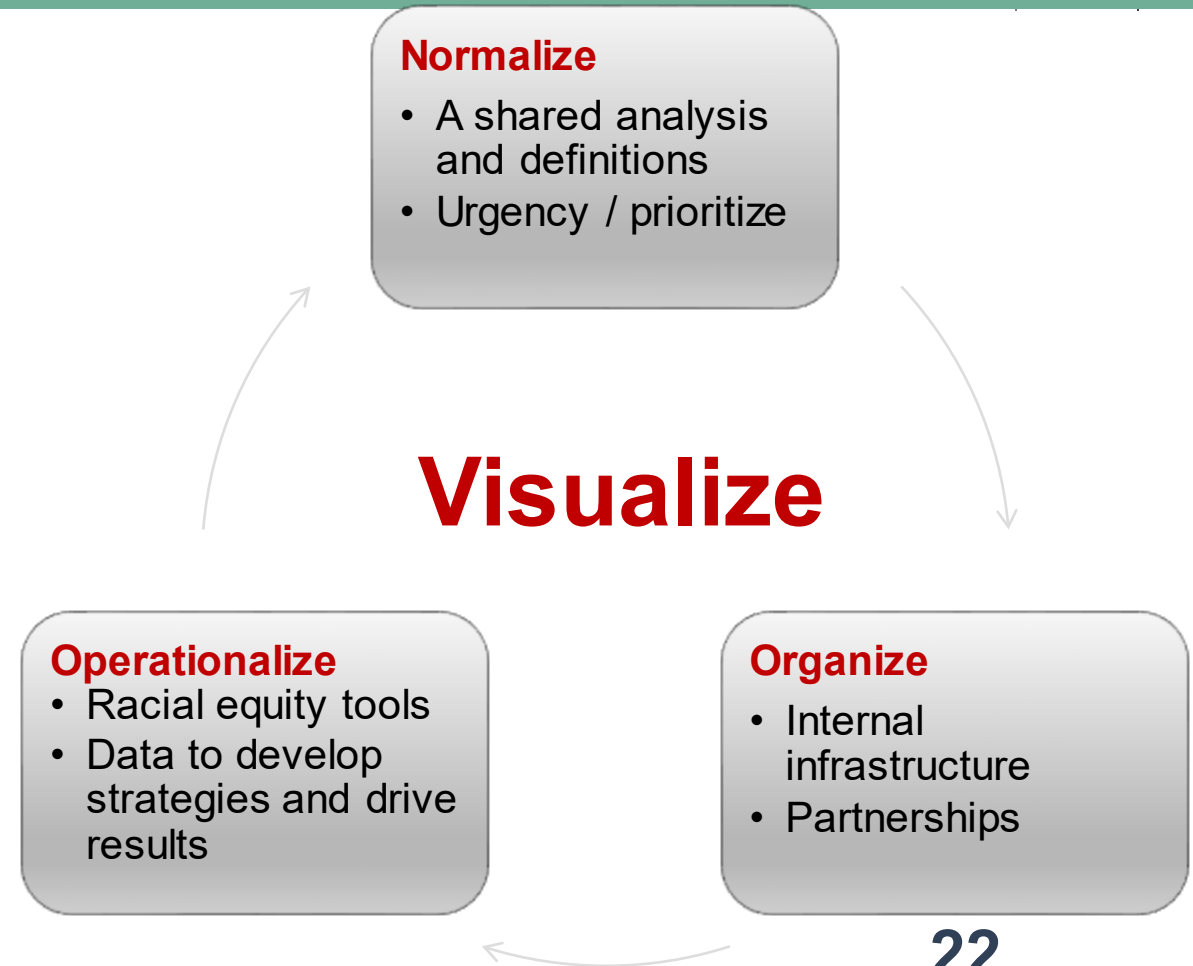 Normalize
• A shared analysis
and definitions
• Urgency / prioritize
Visualize
Operationalize
• Racial equity tools
• Data to develop
strategies and drive
results
Organize
• Internal
infrastructure
• Partnerships
22